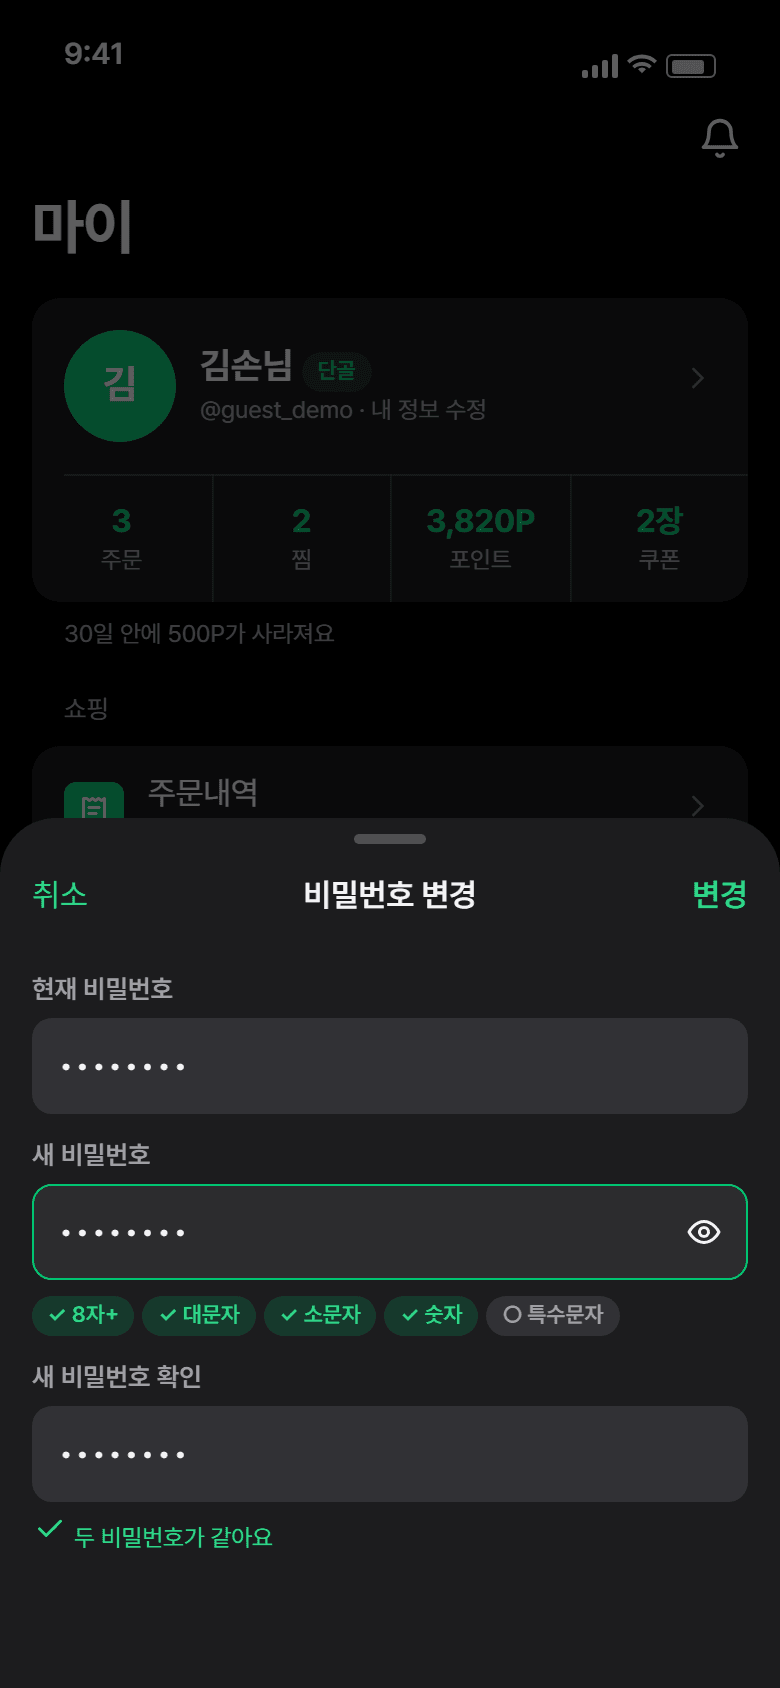 9:41
마이
김
김손님 단골
@guest_demo · 내 정보 수정
3 2 3,820P 2장
주문 찜 포인트 쿠폰
30일 안에 500P가 사라져요
쇼핑
주문내역
취소 비밀번호 변경 변경
현재 비밀번호
••••••••
새 비밀번호
••••••••
8자+ 대문자 소문자 숫자 특수문자
새 비밀번호 확인
••••••••
두 비밀번호가 같아요